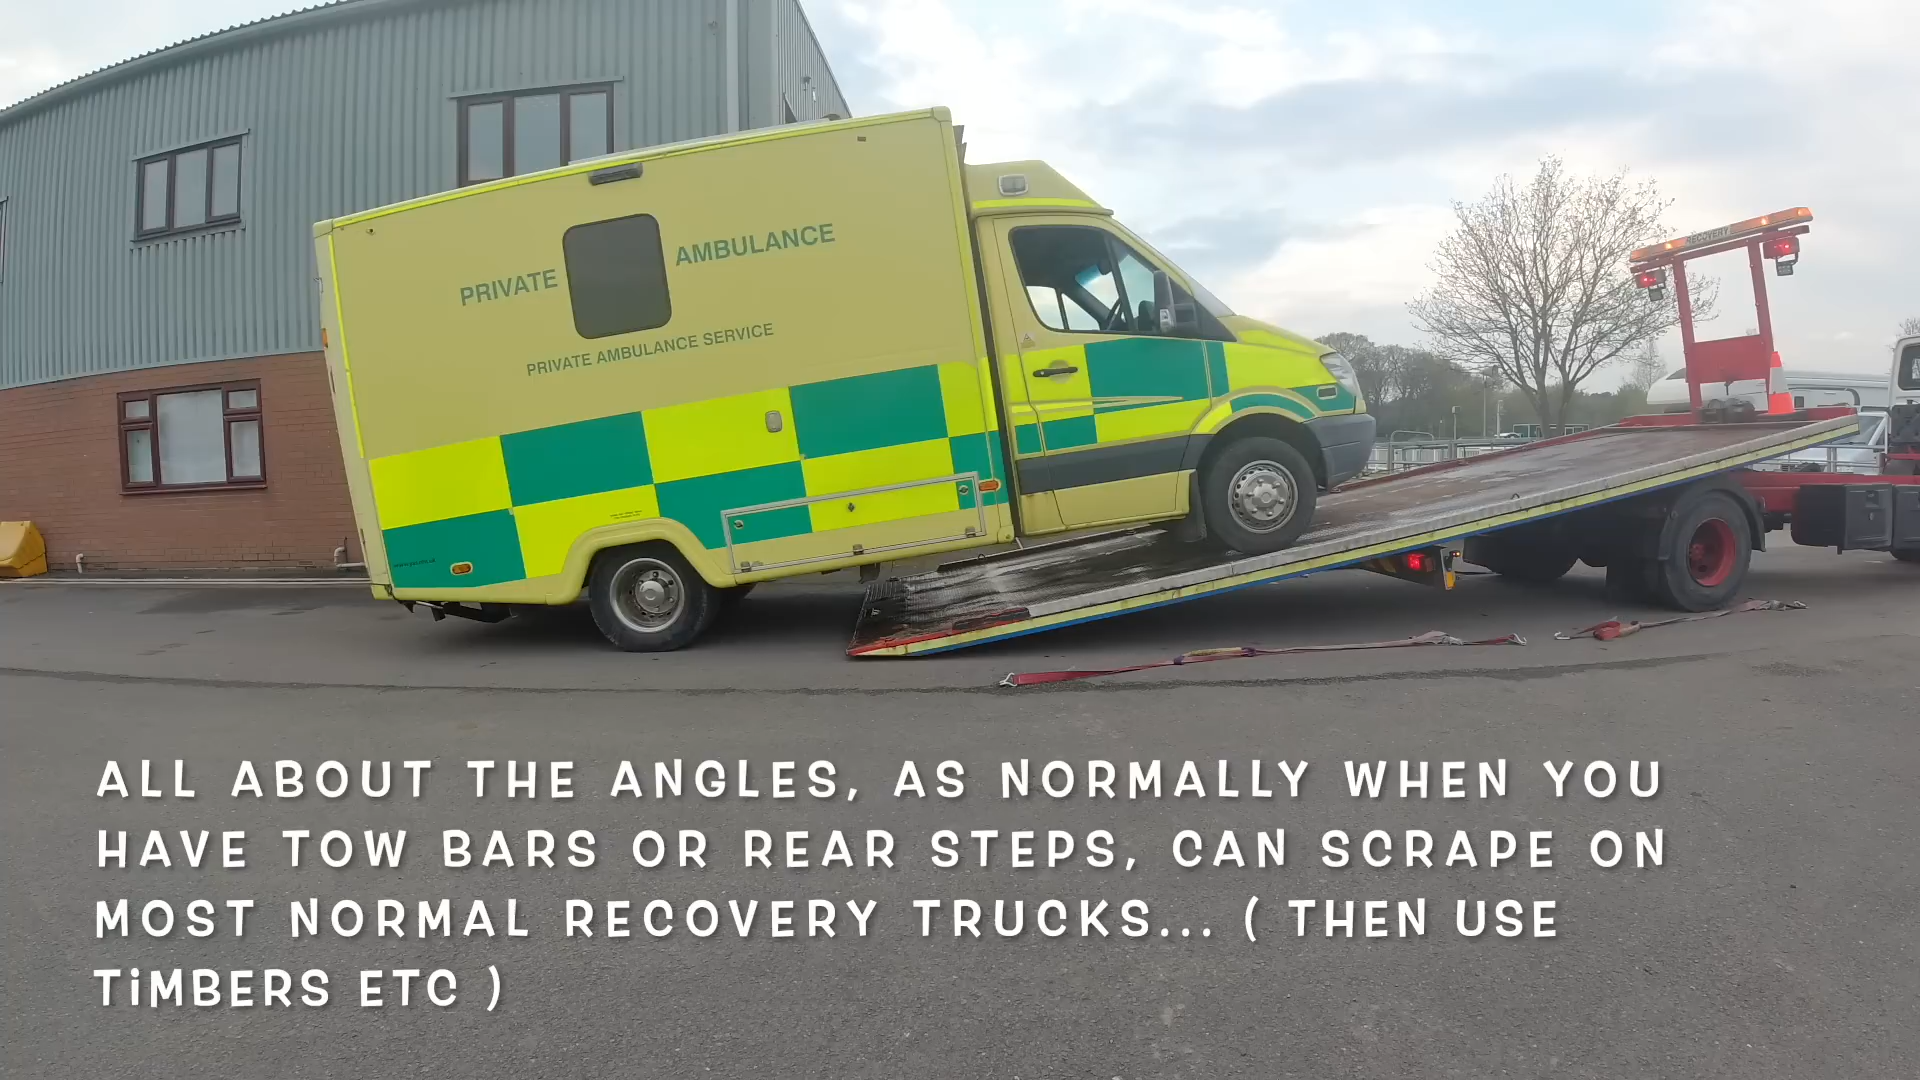 RECOVERY
PRIVATE AMBULANCE
PRIVATE AMBULANCE SERVICE
ALL ABOUT THE ANGLES, AS NORMALLY WHEN YOU
HAVE TOW BARS OR REAR STEPS, CAN SCRAPE ON
MOST NORMAL RECOVERY TRUCKS... ( THEN USE
TiMBERS ETC )